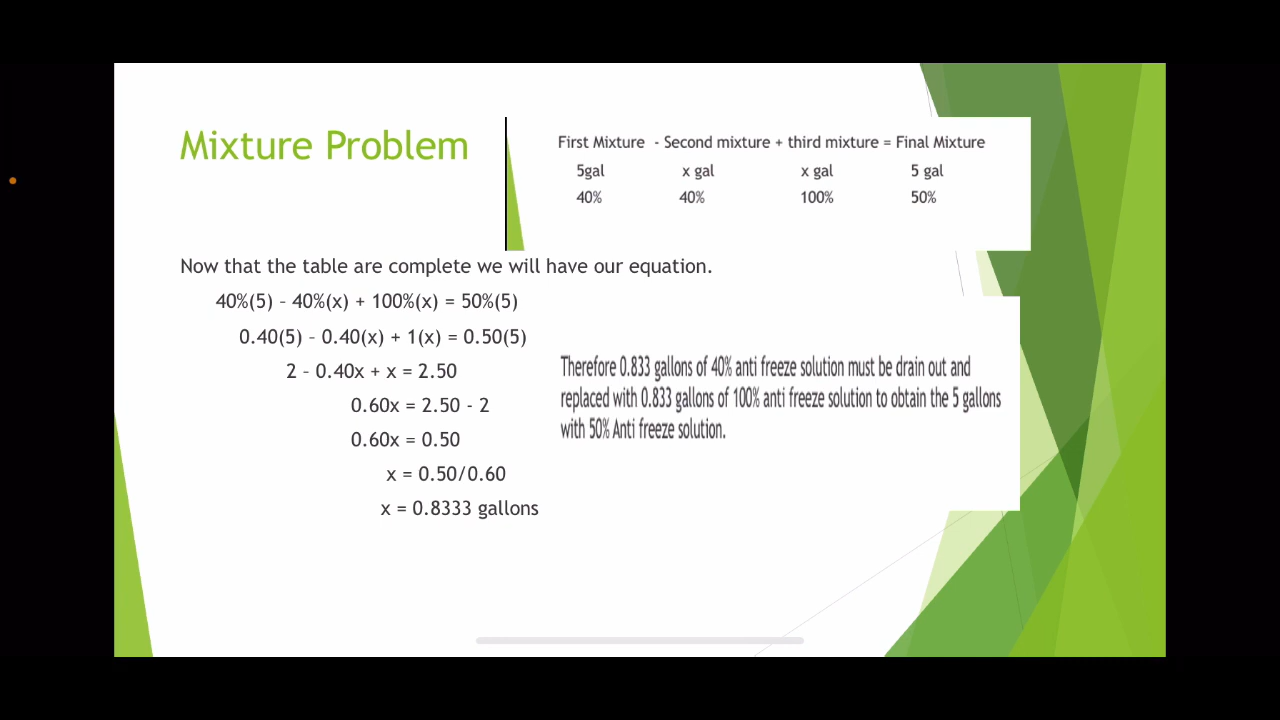 Mixture Problem
First Mixture - Second mixture + third mixture = Final Mixture
5gal x gal x gal 5 gal
40% 40% 100% 50%
Now that the table are complete we will have our equation.
40%(5) – 40%(x) + 100%(x) = 50%(5)
0.40(5) – 0.40(x) + 1(x) = 0.50(5)
2 – 0.40x + x = 2.50
0.60x = 2.50 - 2
0.60x = 0.50
x = 0.50/0.60
x = 0.8333 gallons
Therefore 0.833 gallons of 40% anti freeze solution must be drain out and
replaced with 0.833 gallons of 100% anti freeze solution to obtain the 5 gallons
with 50% Anti freeze solution.